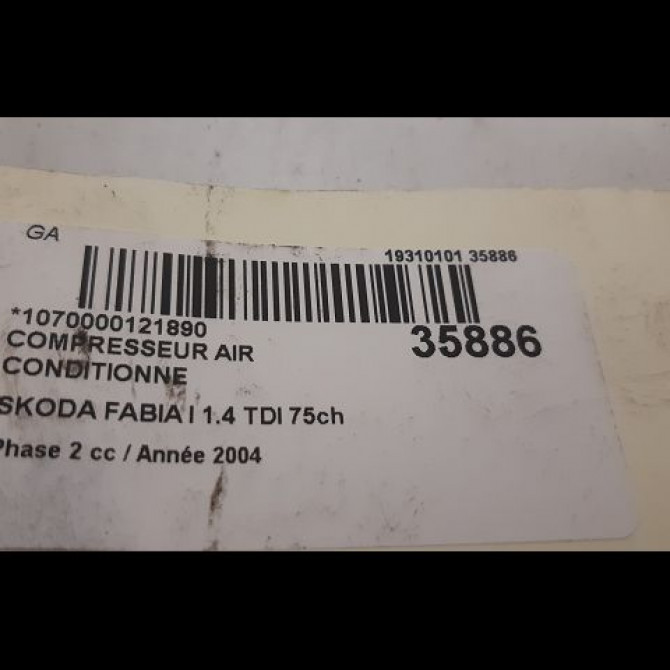 GA
19310101 35886
*1070000121890
35886
COMPRESSEUR AIR
CONDITIONNE
SKODA FABIA I 1.4 TDI 75ch
Phase 2 cc / Année 2004